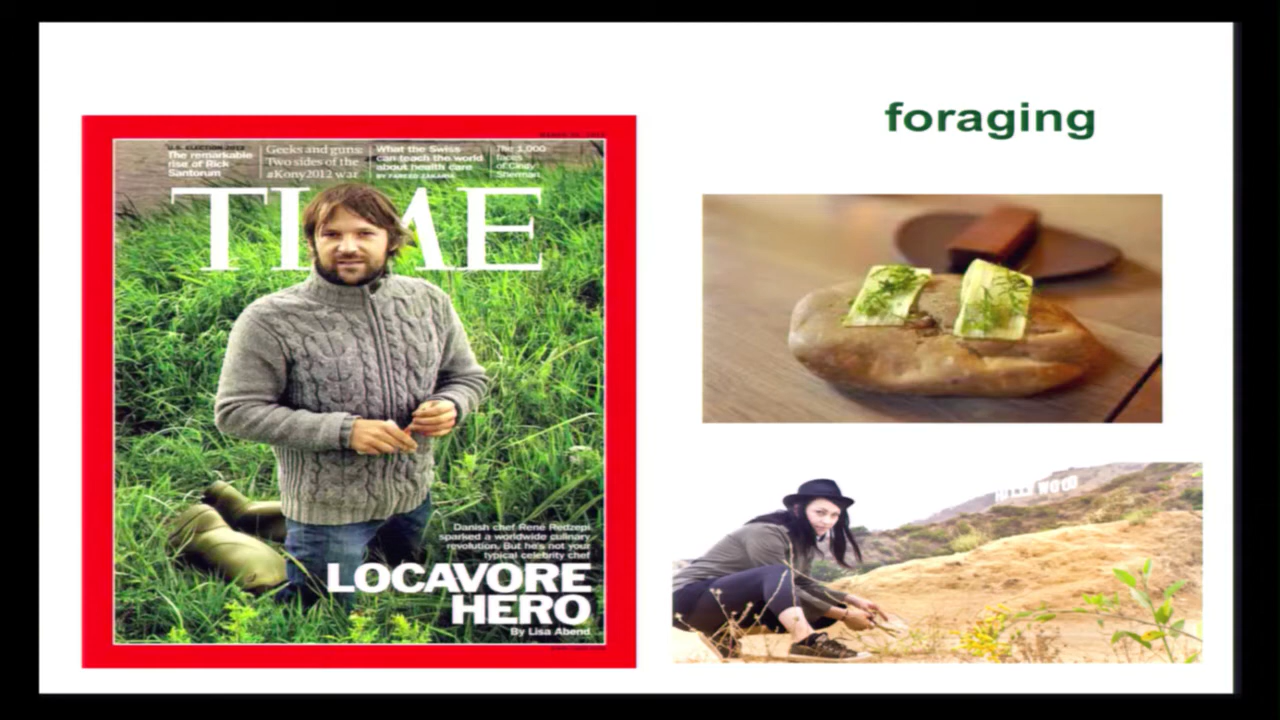 foraging
U.S. ELECTION 2012
The remarkable
rise of Rick
Santorum
Geeks and guns:
Two sides of the
#Kony2012 war
What the Swiss
can teach the world
about health care
BY FAREED ZAKARIA
The 1,000
faces
of Cindy
Sherman
TIME
Danish chef René Redzepi
sparked a worldwide culinary
revolution. But he's not your
typical celebrity chef
LOCAVORE
HERO
By Lisa Abend
HOLLYWOOD